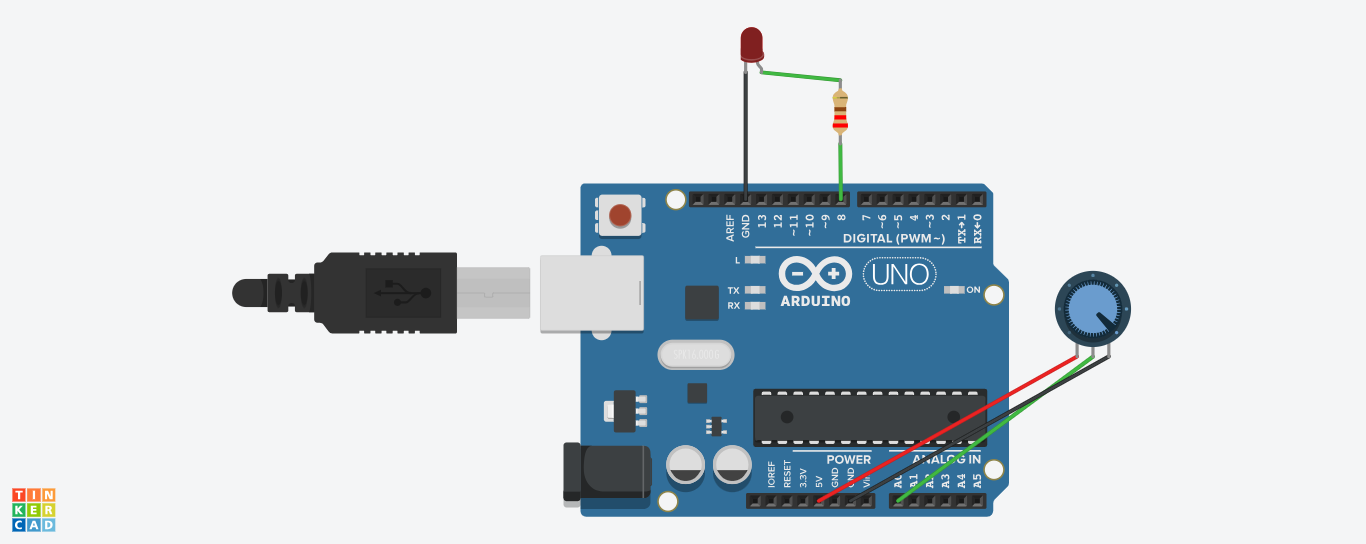 AREF
GND
13
12
~11
~10
~9
8
7
~6
~5
4
~3
2
TX→1
RX←0
DIGITAL (PWM~)
L
TX
RX
ARDUINO
UNO
ON
POWER
ANALOG IN
IOREF
RESET
3.3V
5V
GND
GND
Vin
A0
A1
A2
A3
A4
A5
TIN
KER
CAD